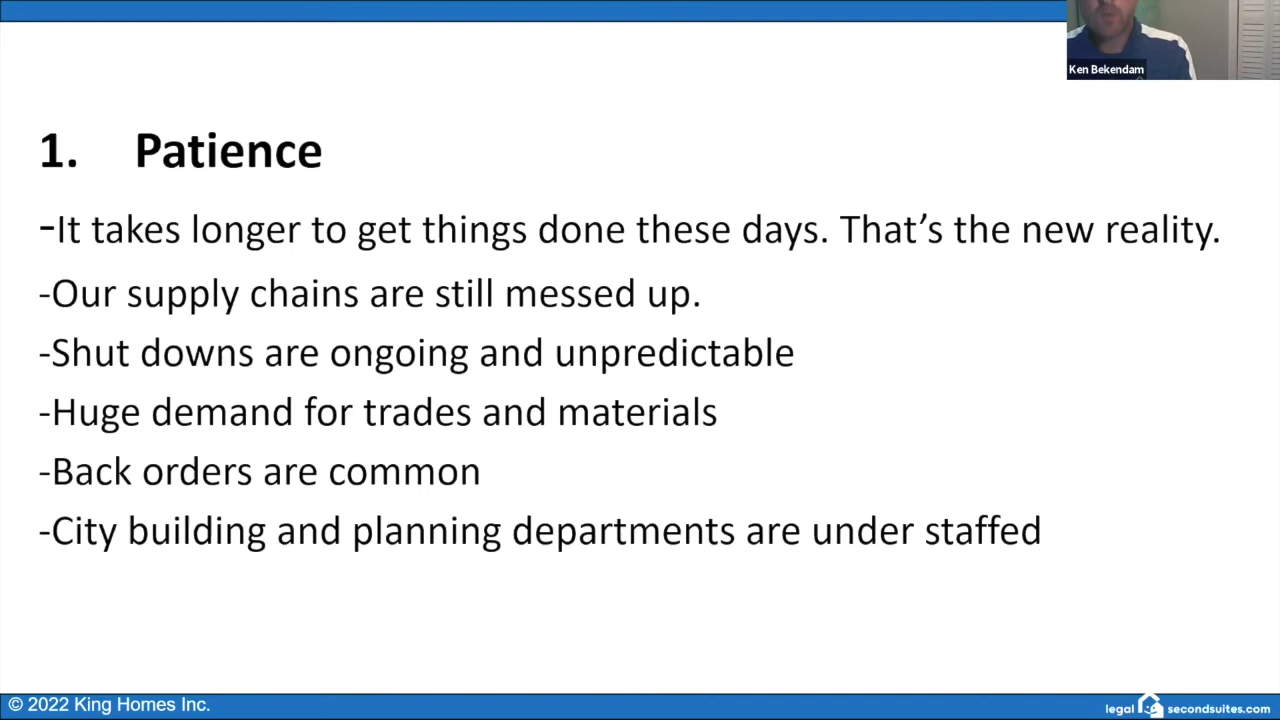 Ken Bekendam
1. Patience
-It takes longer to get things done these days. That’s the new reality.
-Our supply chains are still messed up.
-Shut downs are ongoing and unpredictable
-Huge demand for trades and materials
-Back orders are common
-City building and planning departments are under staffed
© 2022 King Homes Inc.
legal secondsuites.com